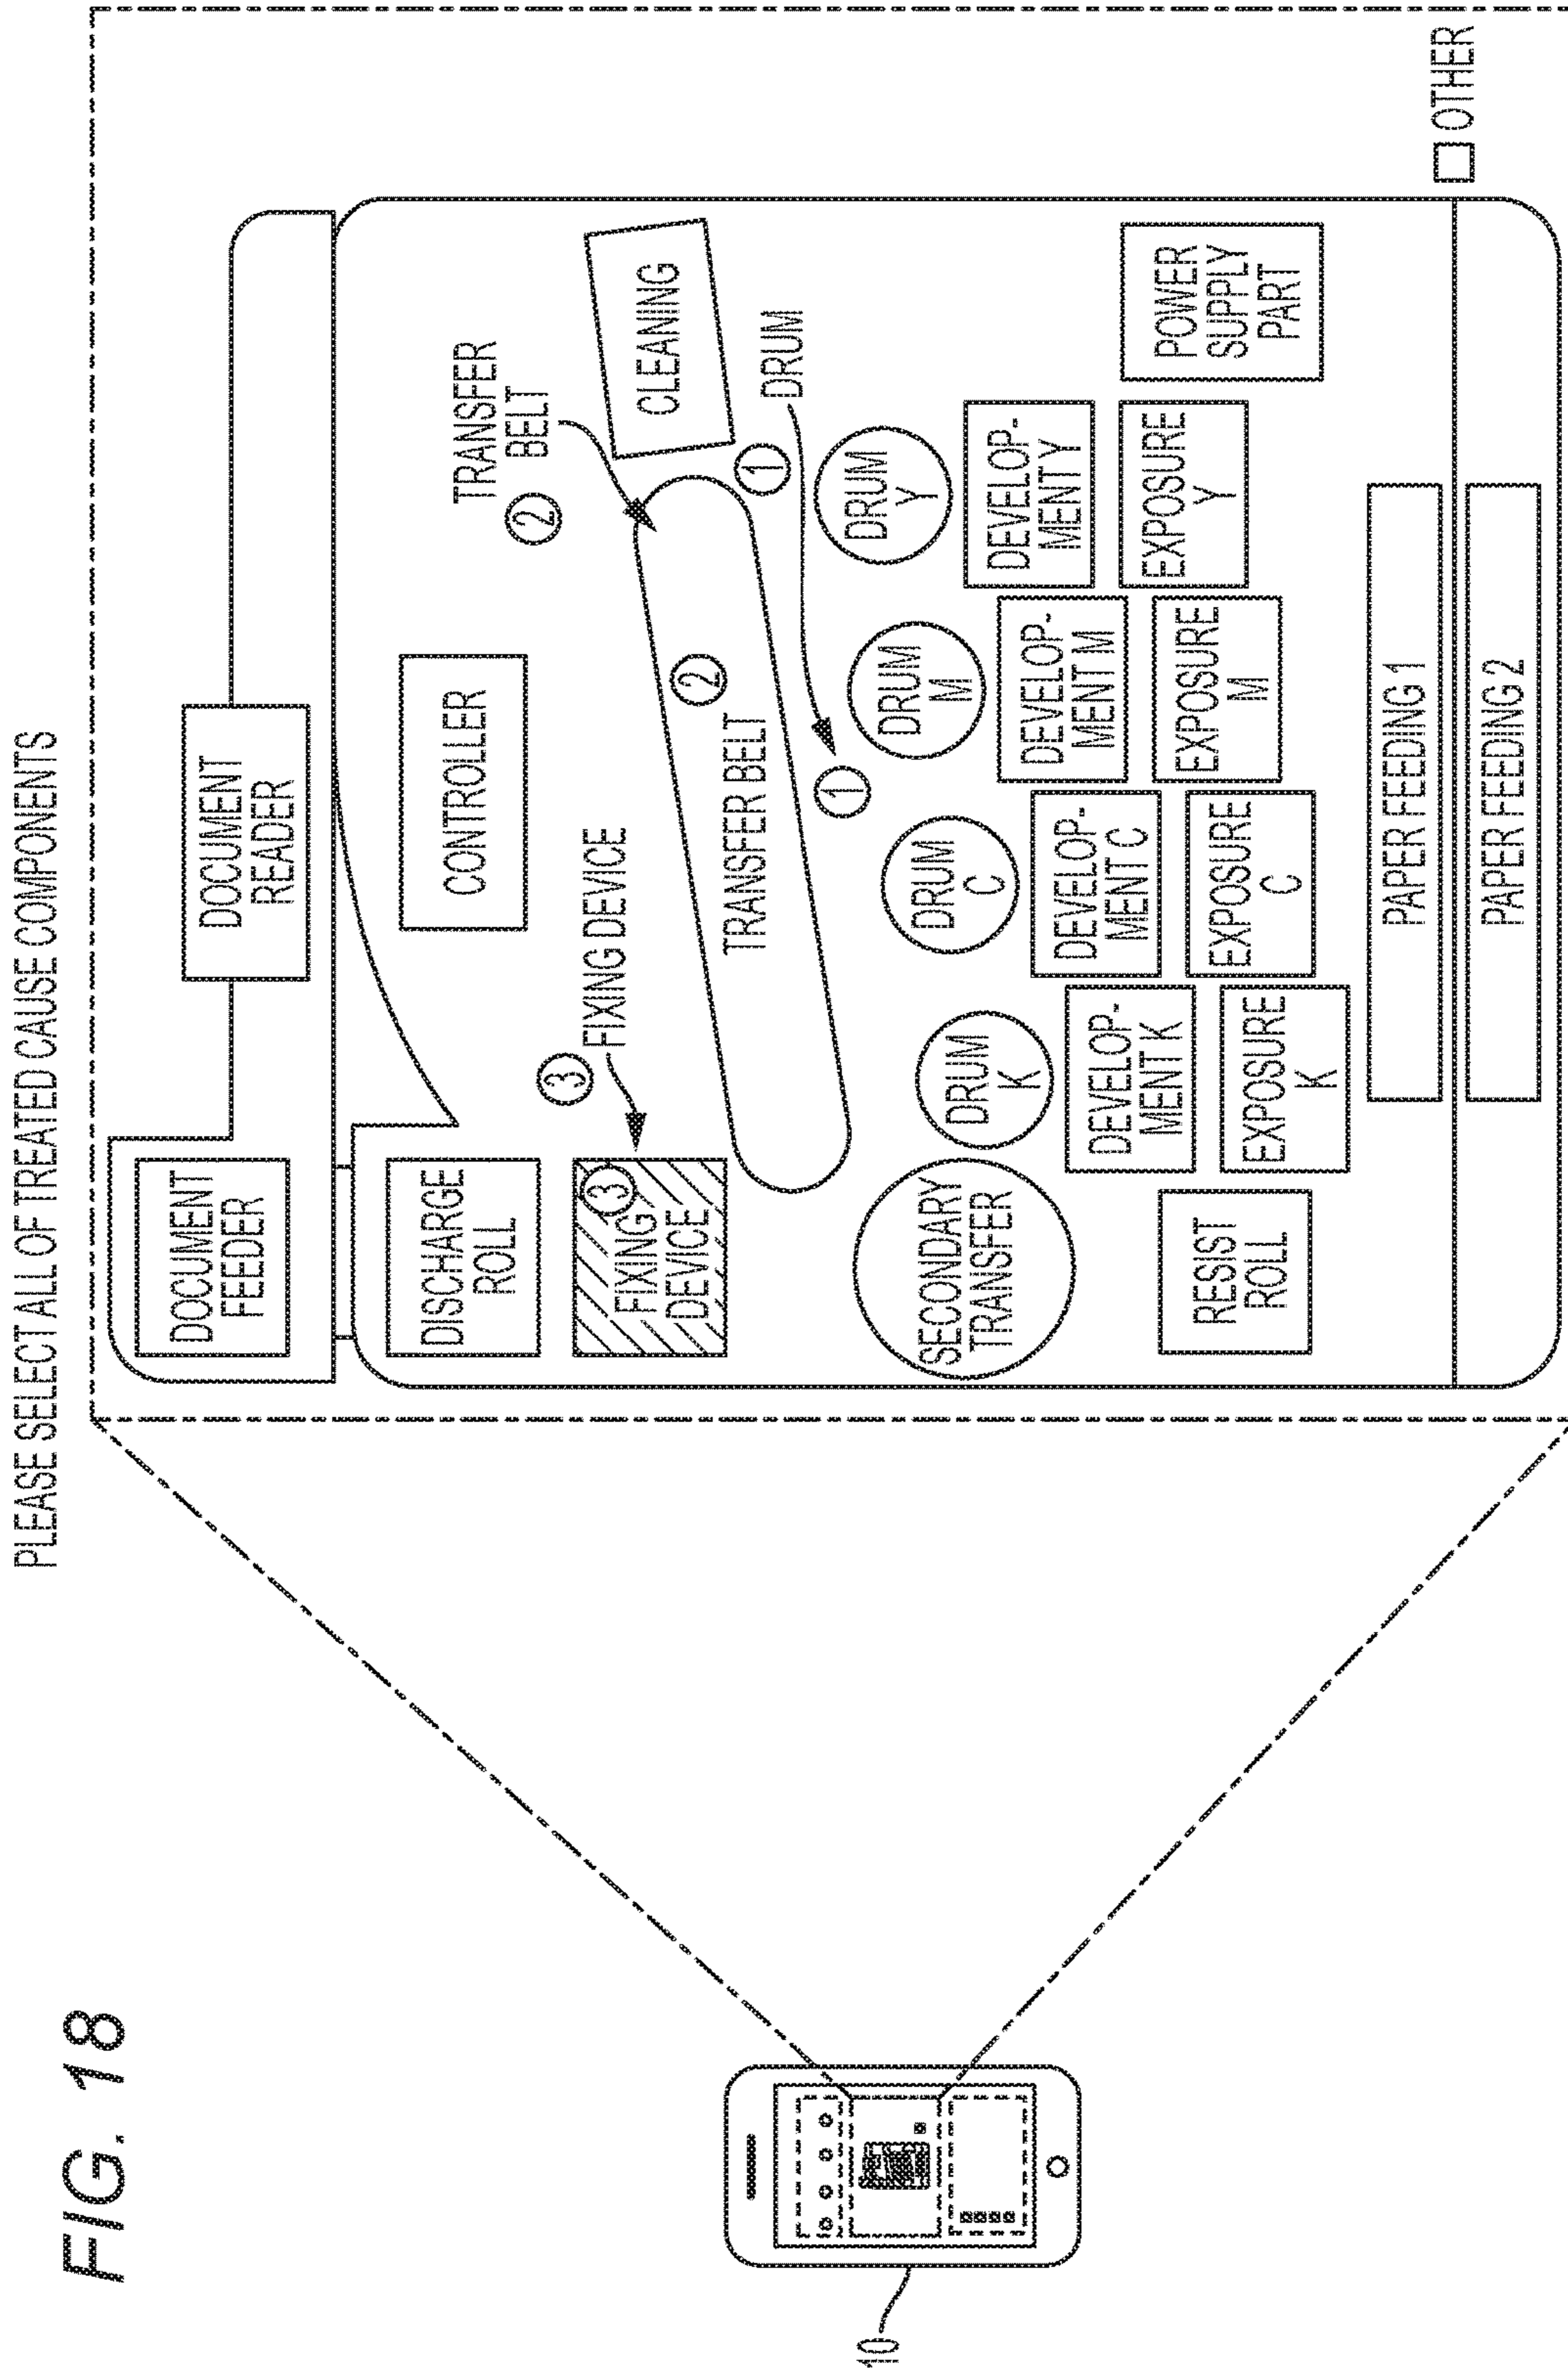 FIG. 18
PLEASE SELECT ALL OF TREATED CAUSE COMPONENTS
10
DOCUMENT
FEEDER
DOCUMENT
READER
DISCHARGE
ROLL
CONTROLLER
③ FIXING DEVICE
③
FIXING
DEVICE
TRANSFER
BELT
②
②
TRANSFER BELT
CLEANING
①
DRUM
①
SECONDARY
TRANSFER
DRUM
K
DRUM
C
DRUM
M
DRUM
Y
DEVELOP-
MENT K
DEVELOP-
MENT C
DEVELOP-
MENT M
DEVELOP-
MENT Y
RESIST
ROLL
EXPOSURE
K
EXPOSURE
C
EXPOSURE
M
EXPOSURE
Y
POWER
SUPPLY
PART
PAPER FEEDING 1
PAPER FEEDING 2
OTHER